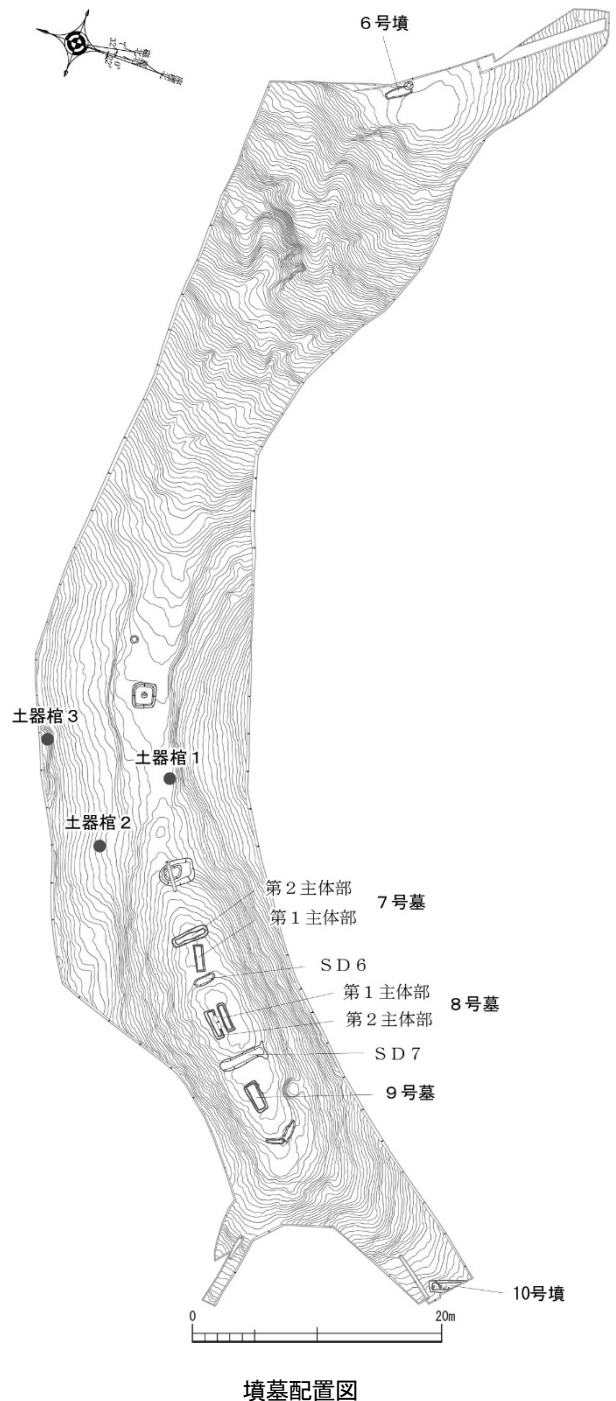 6号墳
土器棺3
土器棺1
土器棺2
第2主体部
7号墓
第1主体部
SD6
第1主体部
8号墓
第2主体部
SD7
9号墓
10号墳
0
20m
墳墓配置図